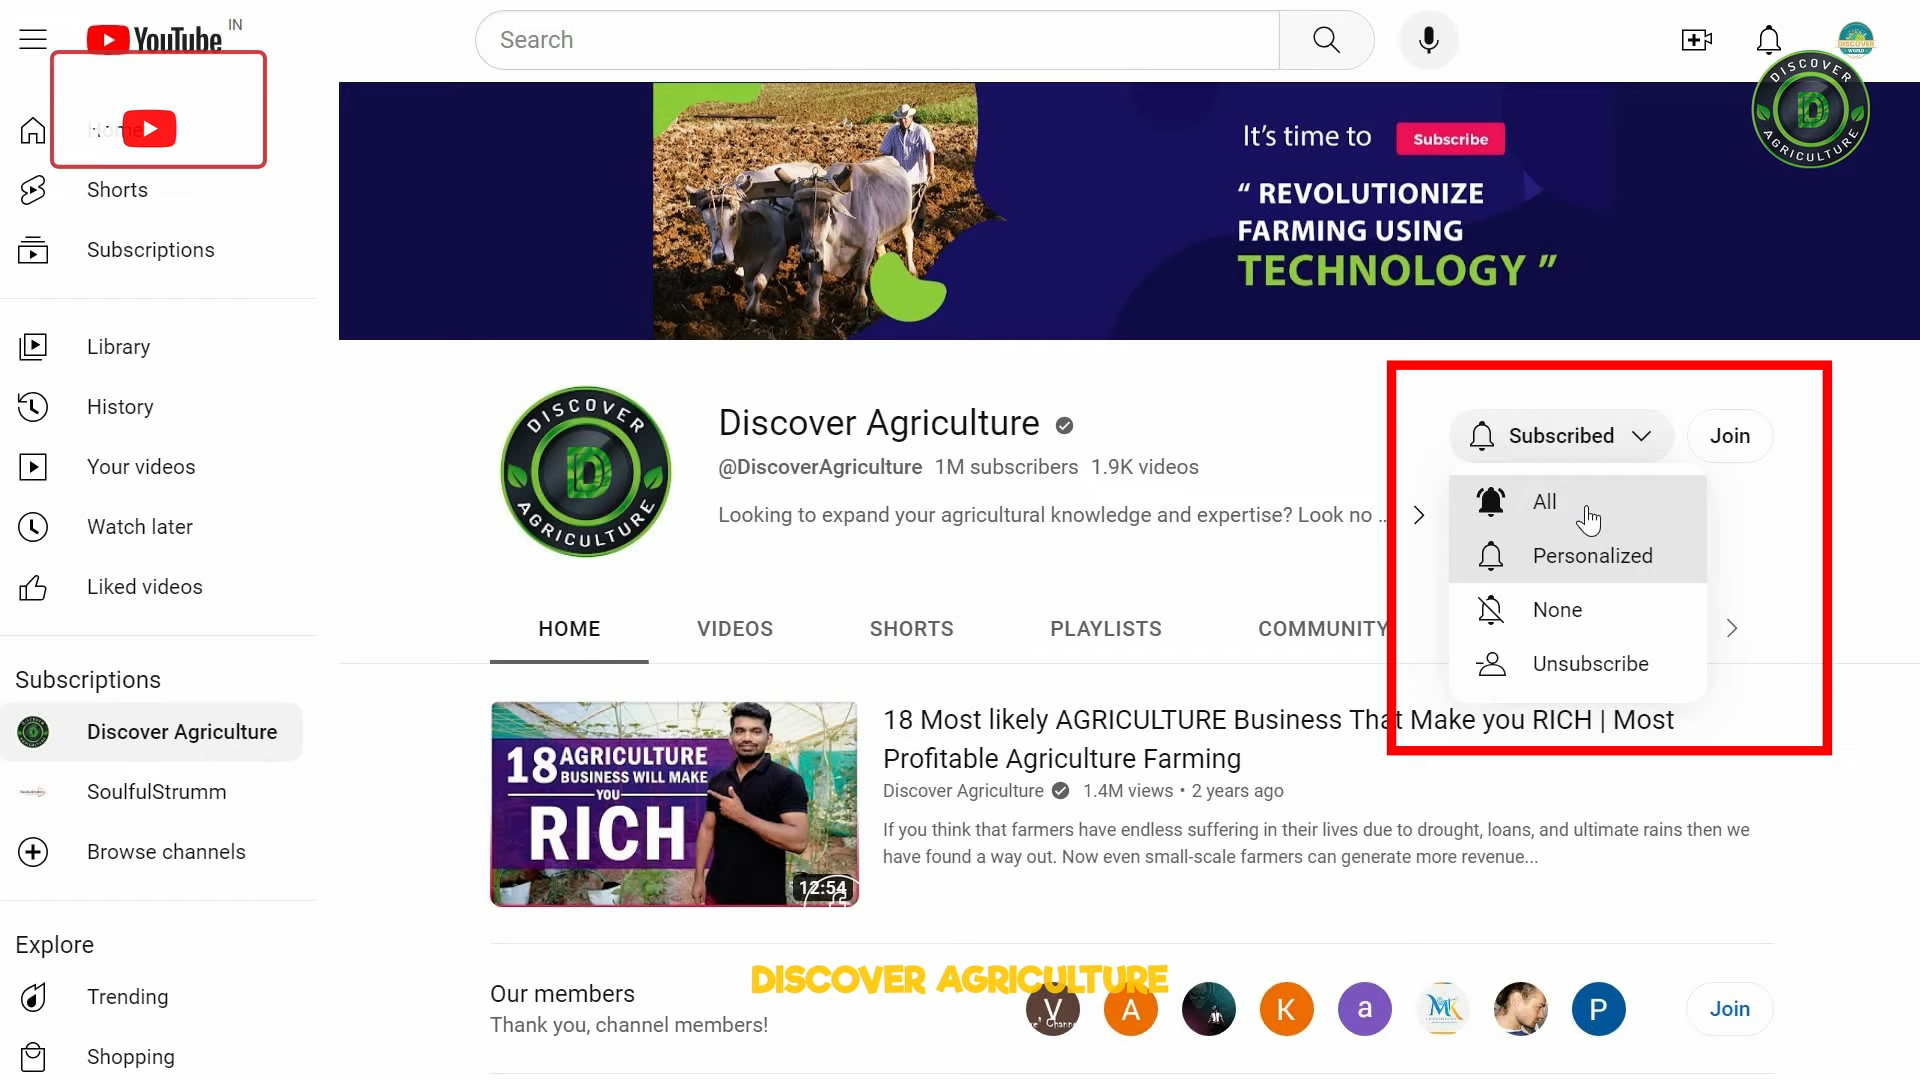 YouTube IN
Search
Home
Shorts
Subscriptions
Library
History
Your videos
Watch later
Liked videos
Subscriptions
Discover Agriculture
SoulfulStrumm
Browse channels
Explore
Trending
Shopping
It's time to Subscribe
“ REVOLUTIONIZE
FARMING USING
TECHNOLOGY ”
DISCOVER
WORLD
DISCOVER
D
AGRICULTURE
DISCOVER
D
AGRICULTURE
Discover Agriculture
@DiscoverAgriculture 1M subscribers 1.9K videos
Looking to expand your agricultural knowledge and expertise? Look no ...
Subscribed
Join
All
Personalized
None
Unsubscribe
HOME VIDEOS SHORTS PLAYLISTS COMMUNITY
18 AGRICULTURE
BUSINESS WILL MAKE
YOU
RICH
12:54
18 Most likely AGRICULTURE Business That Make you RICH | Most
Profitable Agriculture Farming
Discover Agriculture 1.4M views • 2 years ago
If you think that farmers have endless suffering in their lives due to drought, loans, and ultimate rains then we
have found a way out. Now even small-scale farmers can generate more revenue...
DISCOVER AGRICULTURE
Our members
Thank you, channel members!
V A K a MK P
Join